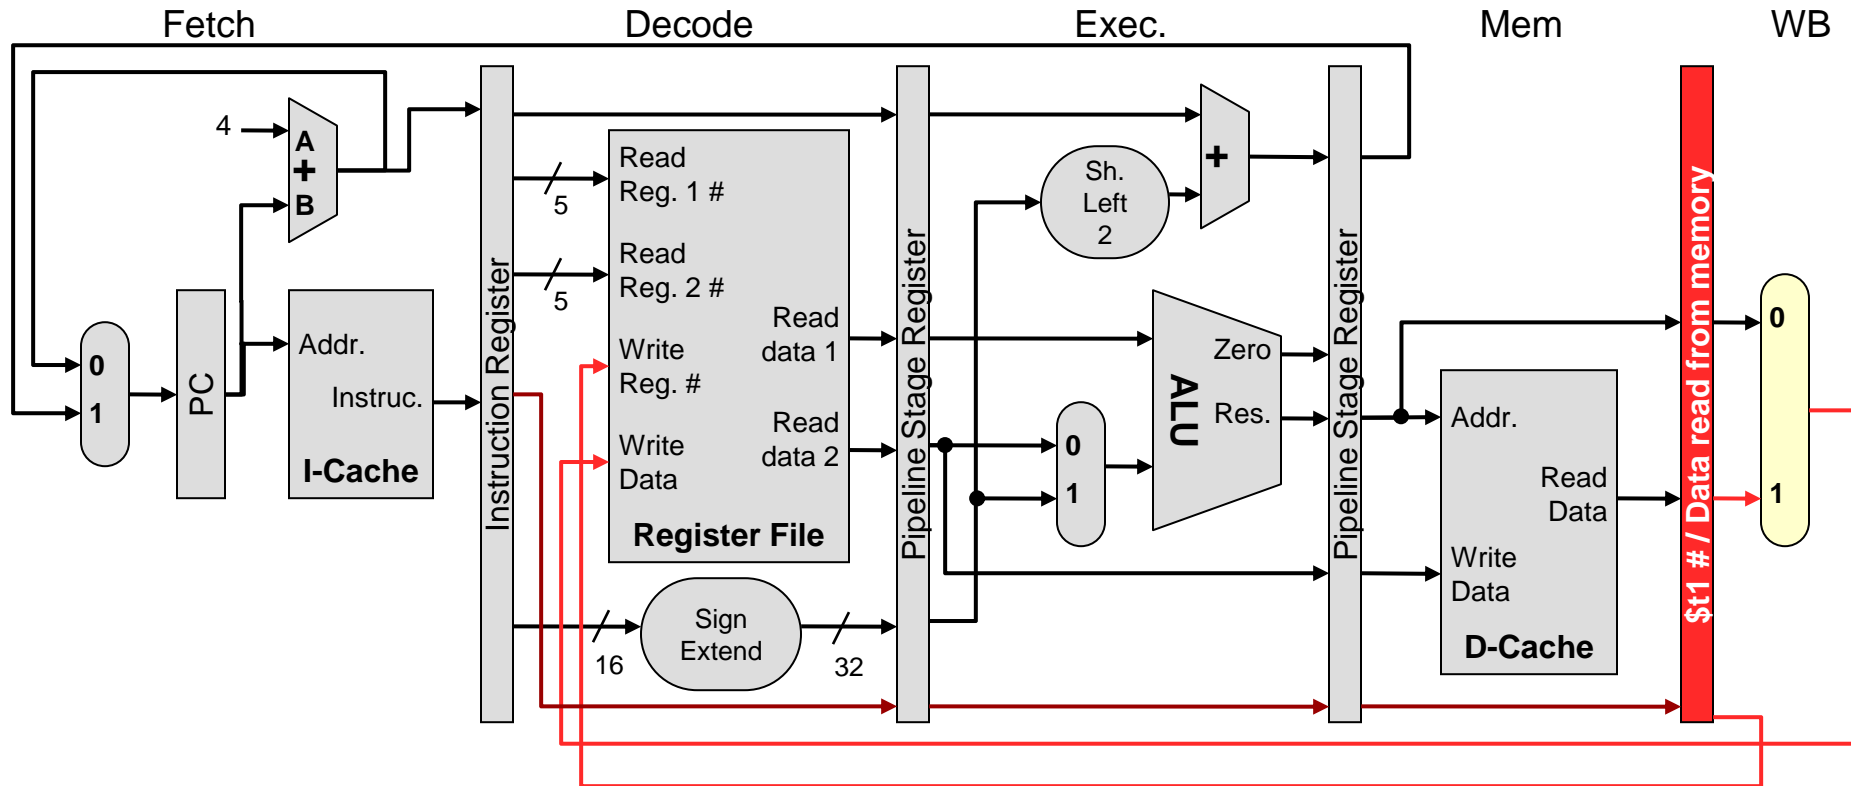 Fetch
Decode
Exec.
Mem
WB
4
A
+
B
0
1
PC
Addr.
Instruc.
I-Cache
Instruction Register
5
5
Read
Reg. 1 #
Read
Reg. 2 #
Write
Reg. #
Write
Data
Read
data 1
Read
data 2
Register File
16
Sign
Extend
32
Pipeline Stage Register
Sh.
Left
2
+
0
1
ALU
Zero
Res.
Pipeline Stage Register
Addr.
Read
Data
Write
Data
D-Cache
$t1 # / Data read from memory
0
1